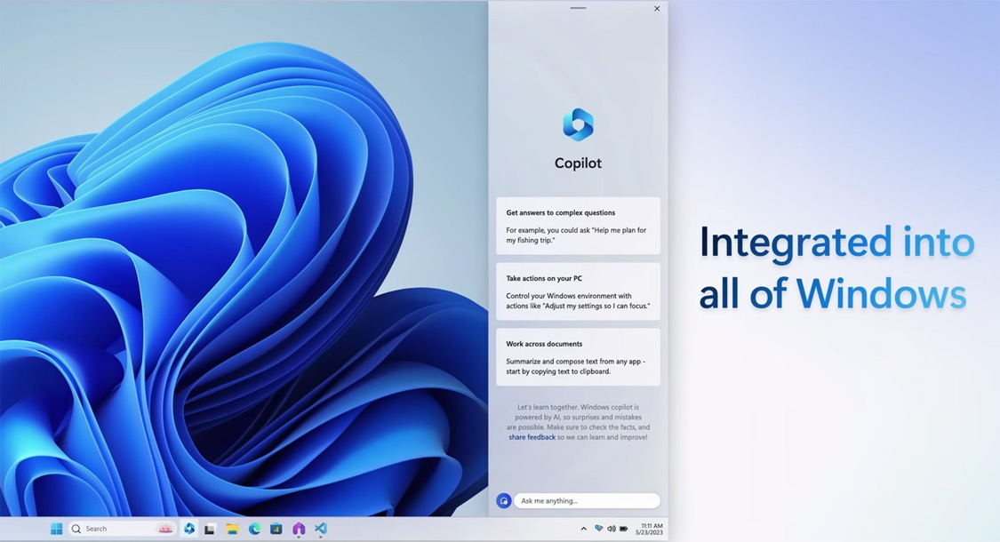 Copilot
Get answers to complex questions
For example, you could ask "Help me plan for
my fishing trip."
Take actions on your PC
Control your Windows environment with
actions like "Adjust my settings so I can focus."
Work across documents
Summarize and compose text from any app -
start by copying text to clipboard.
Let's learn together. Windows copilot is
powered by AI, so surprises and mistakes
are possible. Make sure to check the facts, and
share feedback so we can learn and improve!
Ask me anything...
Integrated into
all of Windows
Search
11:11 AM
5/23/2023